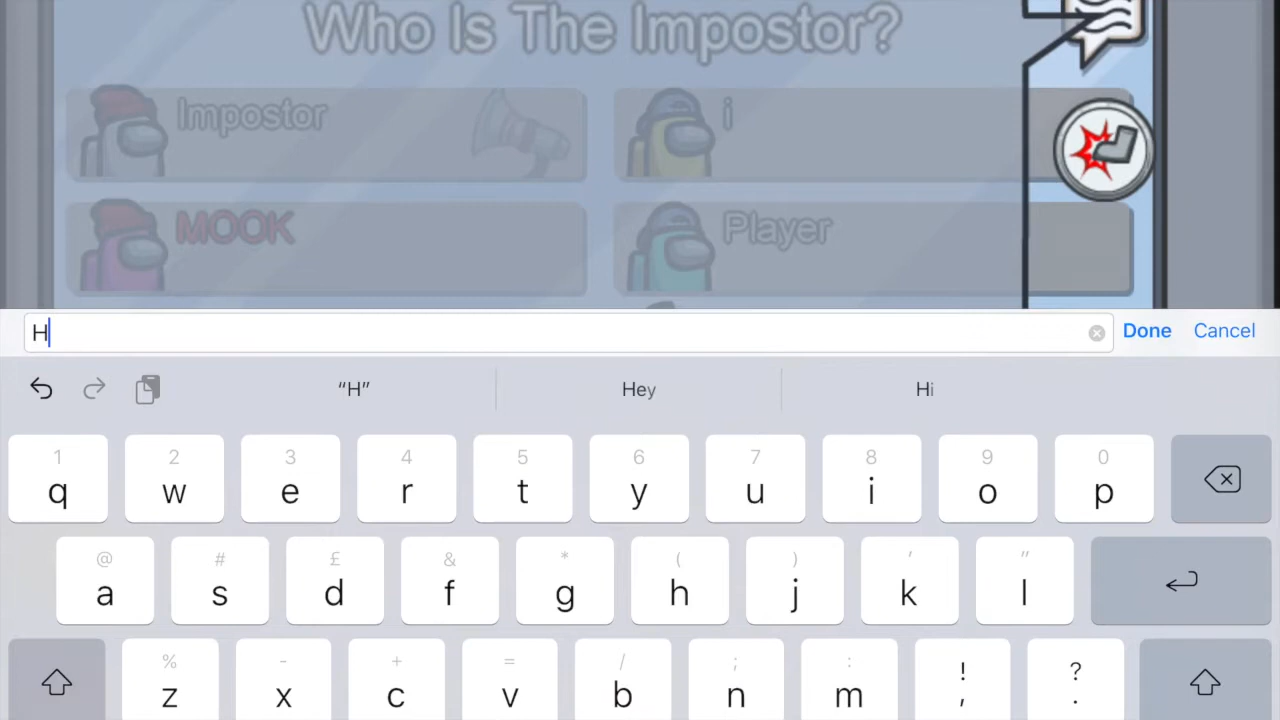 Who Is The Impostor?
Impostor
i
MOOK
Player
H
Done
Cancel
“H”
Hey
Hi
1 2 3 4 5 6 7 8 9 0
q w e r t y u i o p
@ # £ & * ( ) ' "
a s d f g h j k l
% - + = / ; : ! ?
z x c v b n m , .